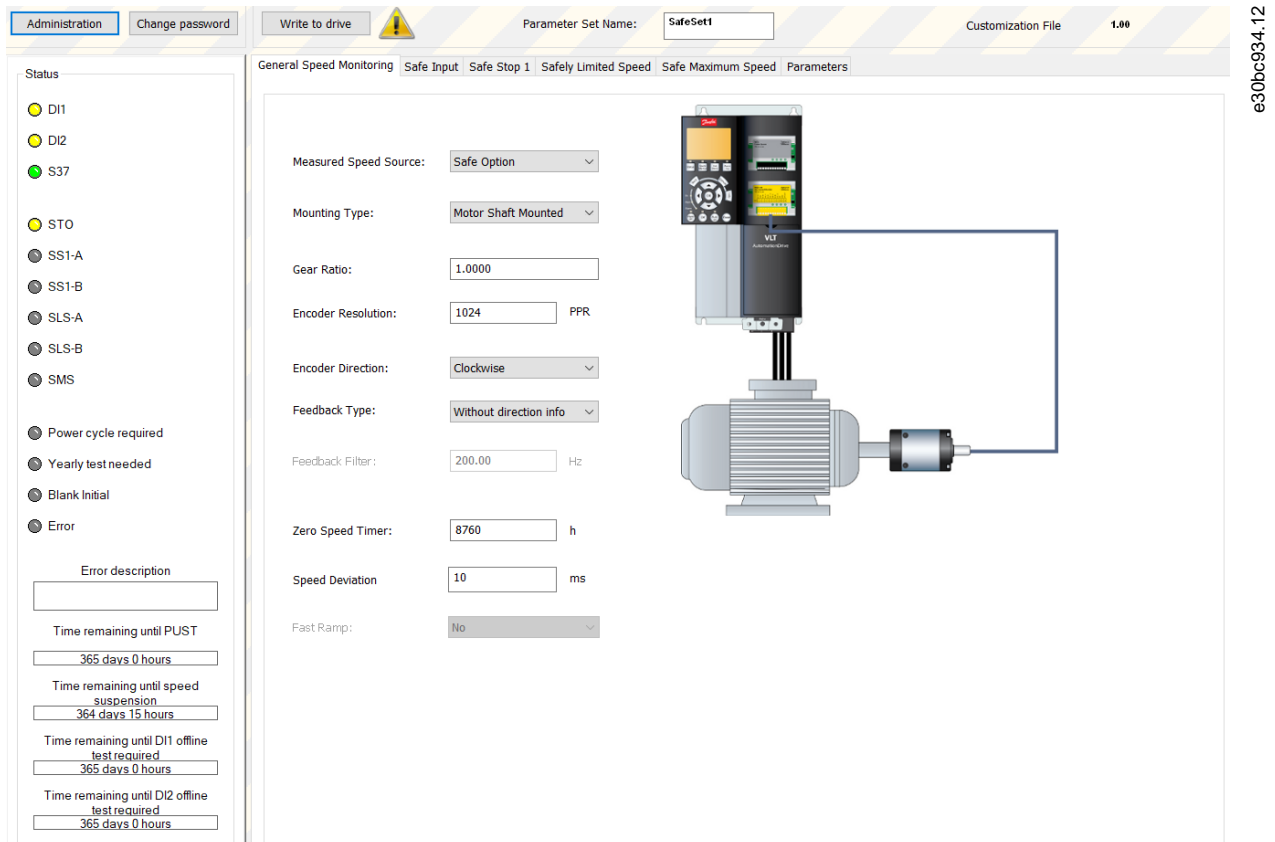 Administration
Change password
Write to drive
Parameter Set Name:
SafeSet1
Customization File
1.00
e30bc934.12
Status
DI1
DI2
S37
STO
SS1-A
SS1-B
SLS-A
SLS-B
SMS
Power cycle required
Yearly test needed
Blank Initial
Error
Error description
Time remaining until PUST
365 days 0 hours
Time remaining until speed
suspension
364 days 15 hours
Time remaining until DI1 offline
test required
365 days 0 hours
Time remaining until DI2 offline
test required
365 days 0 hours
General Speed Monitoring
Safe Input
Safe Stop 1
Safely Limited Speed
Safe Maximum Speed
Parameters
Measured Speed Source:
Safe Option
Mounting Type:
Motor Shaft Mounted
Gear Ratio:
1.0000
Encoder Resolution:
1024
PPR
Encoder Direction:
Clockwise
Feedback Type:
Without direction info
Feedback Filter:
200.00
Hz
Zero Speed Timer:
8760
h
Speed Deviation
10
ms
Fast Ramp:
No
Danfoss
VLT
AutomationDrive